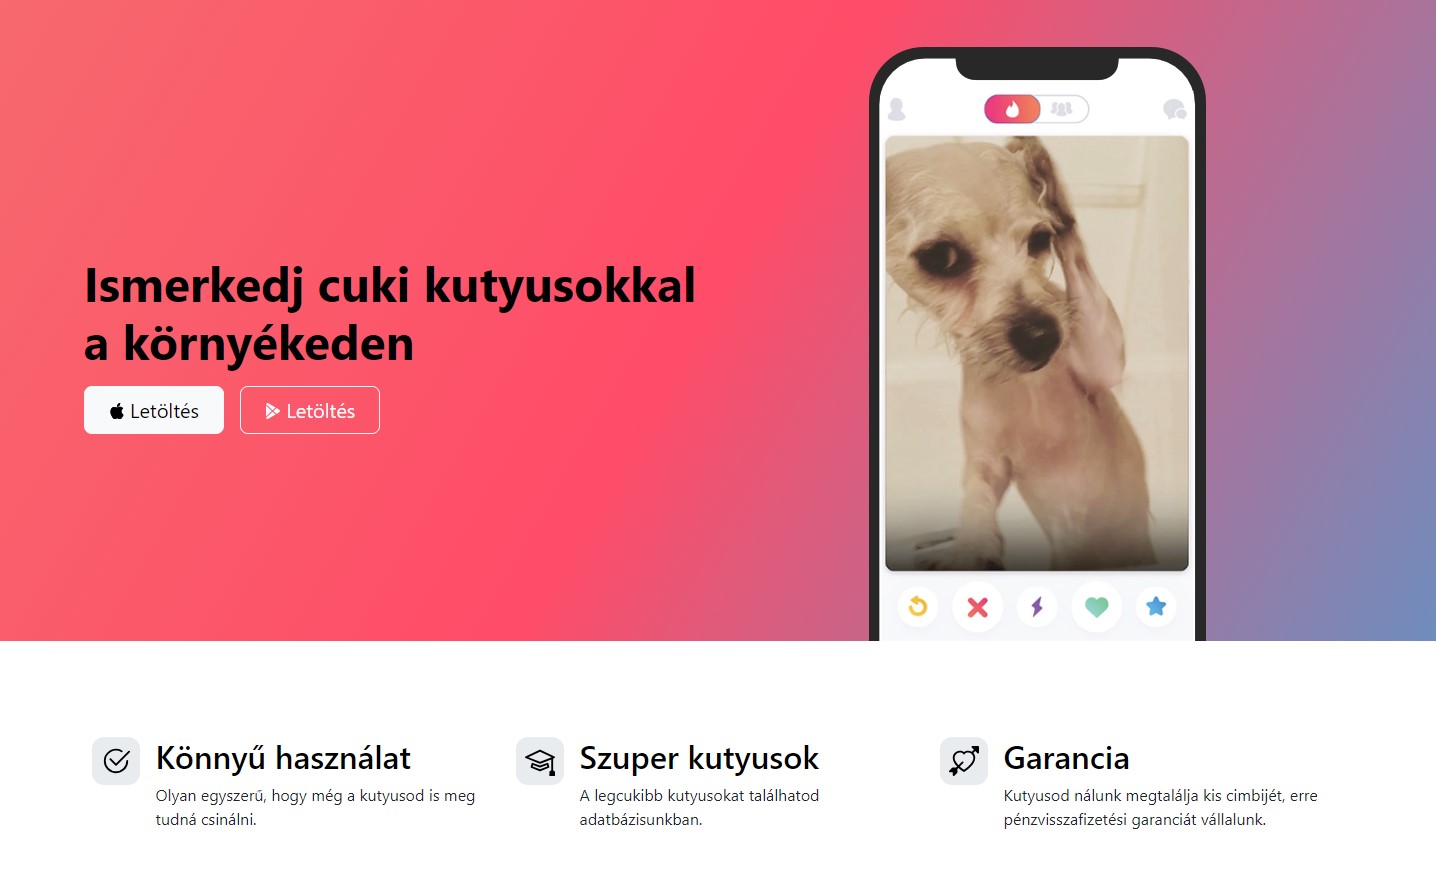 Ismerkedj cuki kutyusokkal
a környékeden
Letöltés
Letöltés
Könnyű használat
Olyan egyszerű, hogy még a kutyusod is meg
tudná csinálni.
Szuper kutyusok
A legcukibb kutyusokat találhatod
adatbázisunkban.
Garancia
Kutyusod nálunk megtalálja kis cimbijét, erre
pénzvisszafizetési garanciát vállalunk.